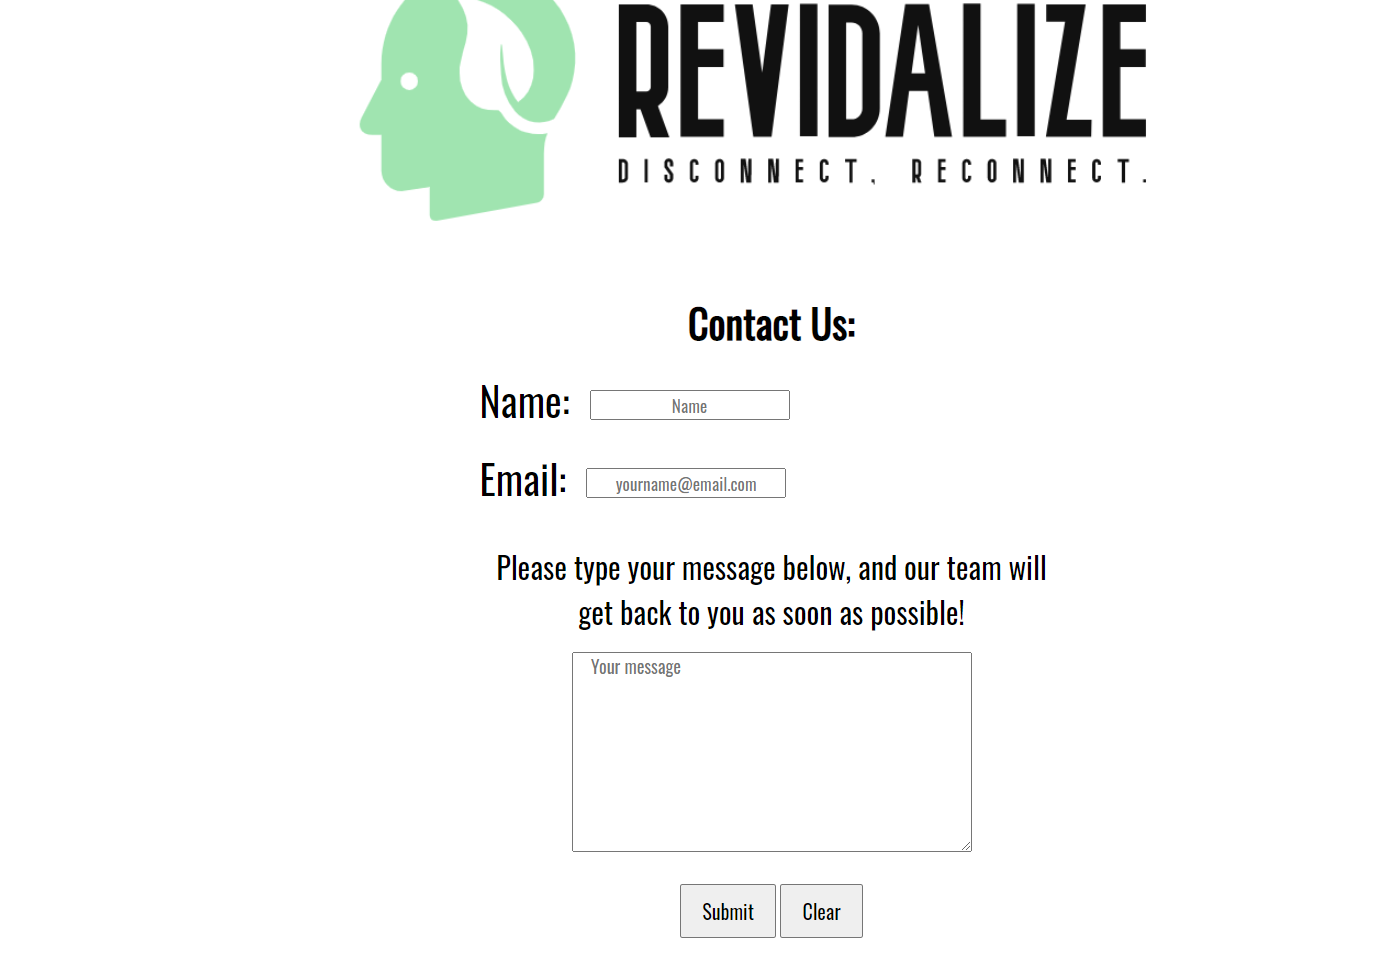 REVIDALIZE
DISCONNECT. RECONNECT.
Contact Us:
Name: Name
Email: yourname@email.com
Please type your message below, and our team will
get back to you as soon as possible!
Your message
Submit Clear